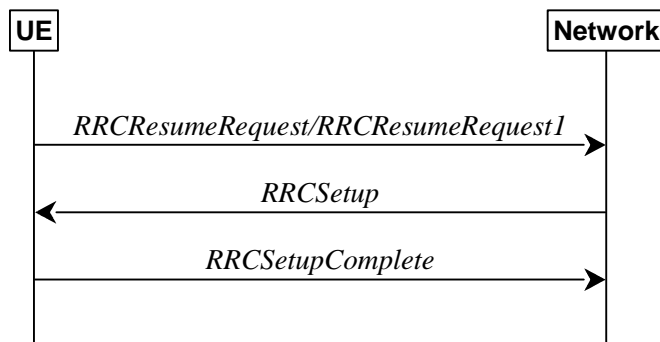 UE Network
RRCResumeRequest/RRCResumeRequest1
RRCSetup
RRCSetupComplete